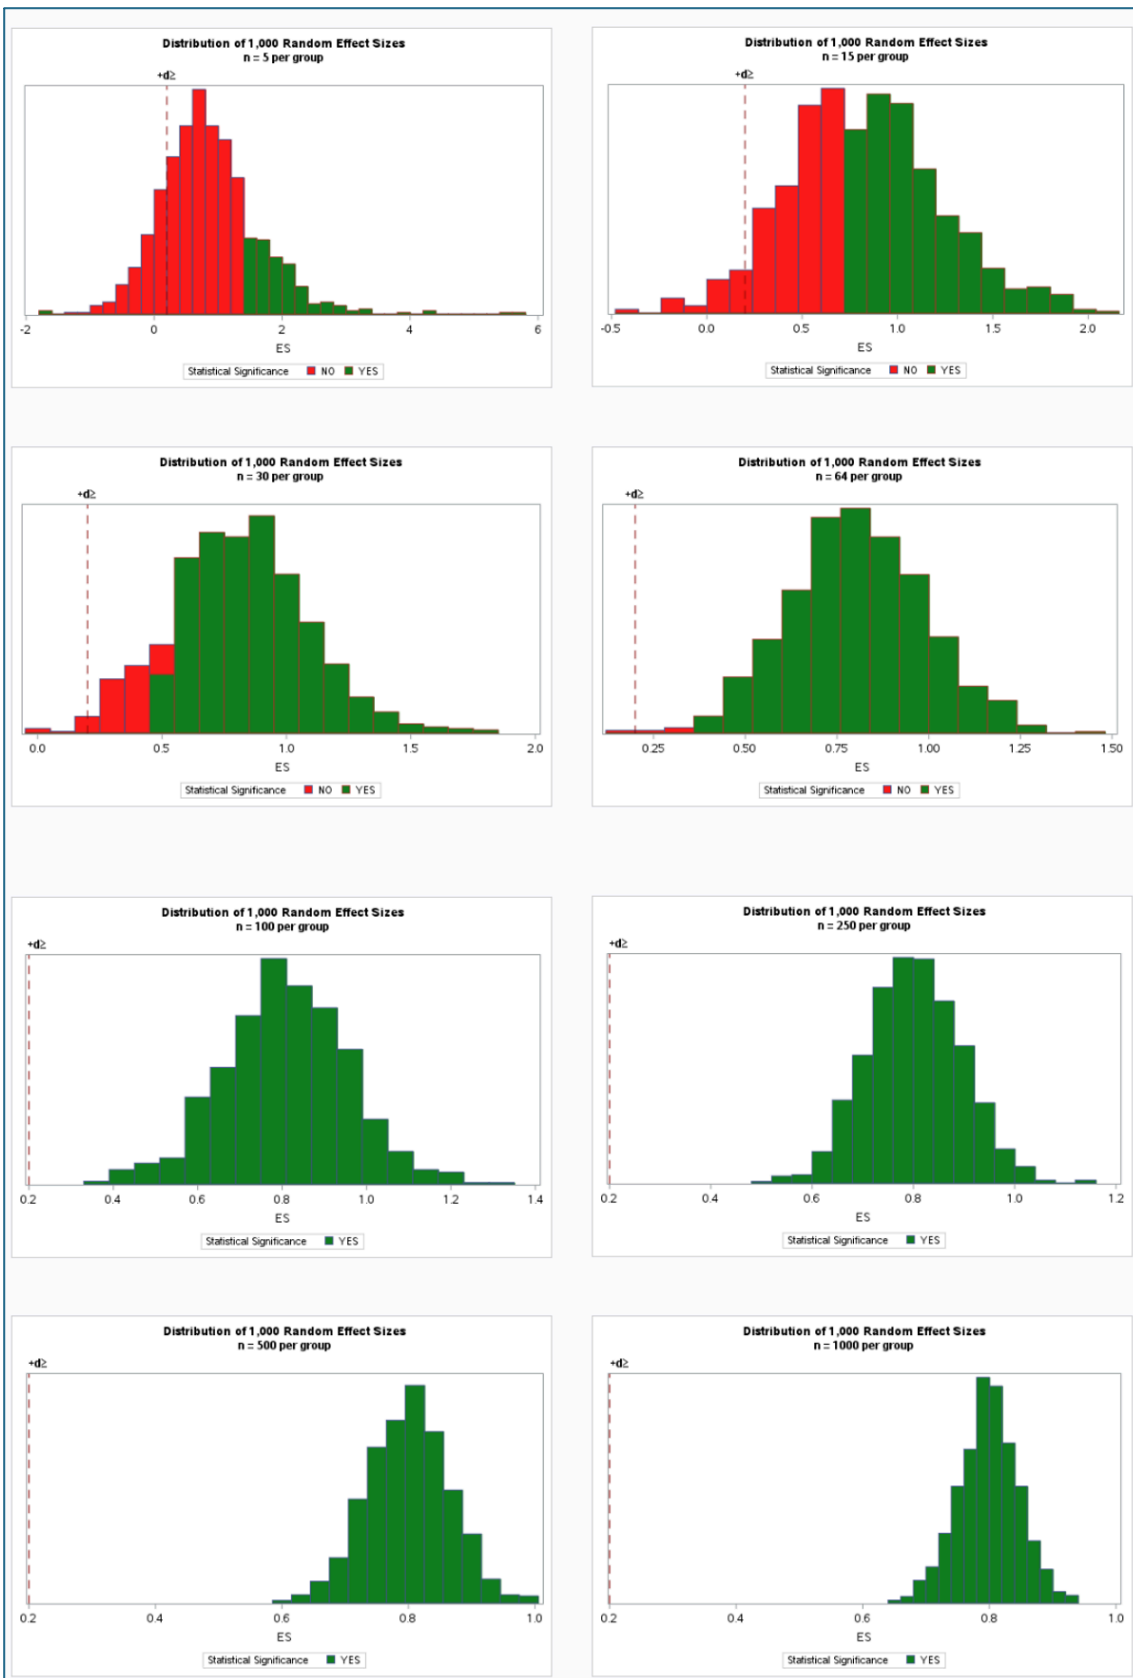 Distribution of 1,000 Random Effect Sizes
n = 5 per group
+d≥
-2 0 2 4 6
ES
Statistical Significance NO YES
Distribution of 1,000 Random Effect Sizes
n = 15 per group
+d≥
-0.5 0.0 0.5 1.0 1.5 2.0
ES
Statistical Significance NO YES
Distribution of 1,000 Random Effect Sizes
n = 30 per group
+d≥
0.0 0.5 1.0 1.5 2.0
ES
Statistical Significance NO YES
Distribution of 1,000 Random Effect Sizes
n = 64 per group
+d≥
0.25 0.50 0.75 1.00 1.25 1.50
ES
Statistical Significance NO YES
Distribution of 1,000 Random Effect Sizes
n = 100 per group
+d≥
0.2 0.4 0.6 0.8 1.0 1.2 1.4
ES
Statistical Significance YES
Distribution of 1,000 Random Effect Sizes
n = 250 per group
+d≥
0.2 0.4 0.6 0.8 1.0 1.2
ES
Statistical Significance YES
Distribution of 1,000 Random Effect Sizes
n = 500 per group
+d≥
0.2 0.4 0.6 0.8 1.0
ES
Statistical Significance YES
Distribution of 1,000 Random Effect Sizes
n = 1000 per group
+d≥
0.2 0.4 0.6 0.8 1.0
ES
Statistical Significance YES